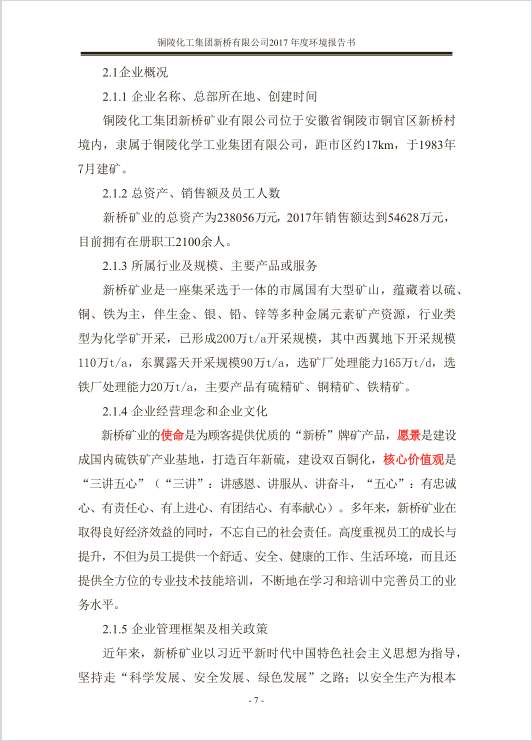 铜陵化工集团新桥有限公司2017 年度环境报告书
2.1企业概况
2.1.1 企业名称、总部所在地、创建时间
铜陵化工集团新桥矿业有限公司位于安徽省铜陵市铜官区新桥村
境内，隶属于铜陵化学工业集团有限公司，距市区约17km，于1983年
7月建矿。
2.1.2 总资产、销售额及员工人数
新桥矿业的总资产为238056万元，2017年销售额达到54628万元，
目前拥有在册职工2100余人。
2.1.3 所属行业及规模、主要产品或服务
新桥矿业是一座集采选于一体的市属国有大型矿山，蕴藏着以硫、
铜、铁为主，伴生金、银、铅、锌等多种金属元素矿产资源，行业类
型为化学矿开采，已形成200万t/a开采规模，其中西翼地下开采规模
110万t/a，东翼露天开采规模90万t/a，选矿厂处理能力165万t/d，选
铁厂处理能力20万t/a，主要产品有硫精矿、铜精矿、铁精矿。
2.1.4 企业经营理念和企业文化
新桥矿业的使命是为顾客提供优质的“新桥”牌矿产品，愿景是建设
成国内硫铁矿产业基地，打造百年新硫，建设双百铜化，核心价值观是
“三讲五心”（“三讲”：讲感恩、讲服从、讲奋斗，“五心”：有忠诚
心、有责任心、有上进心、有团结心、有奉献心）。多年来，新桥矿业在
取得良好经济效益的同时，不忘自己的社会责任。高度重视员工的成长与
提升，不但为员工提供一个舒适、安全、健康的工作、生活环境，而且还
提供全方位的专业技术技能培训，不断地在学习和培训中完善员工的业
务水平。
2.1.5 企业管理框架及相关政策
近年来，新桥矿业以习近平新时代中国特色社会主义思想为指导，
坚持走“科学发展、安全发展、绿色发展”之路；以安全生产为根本
- 7 -